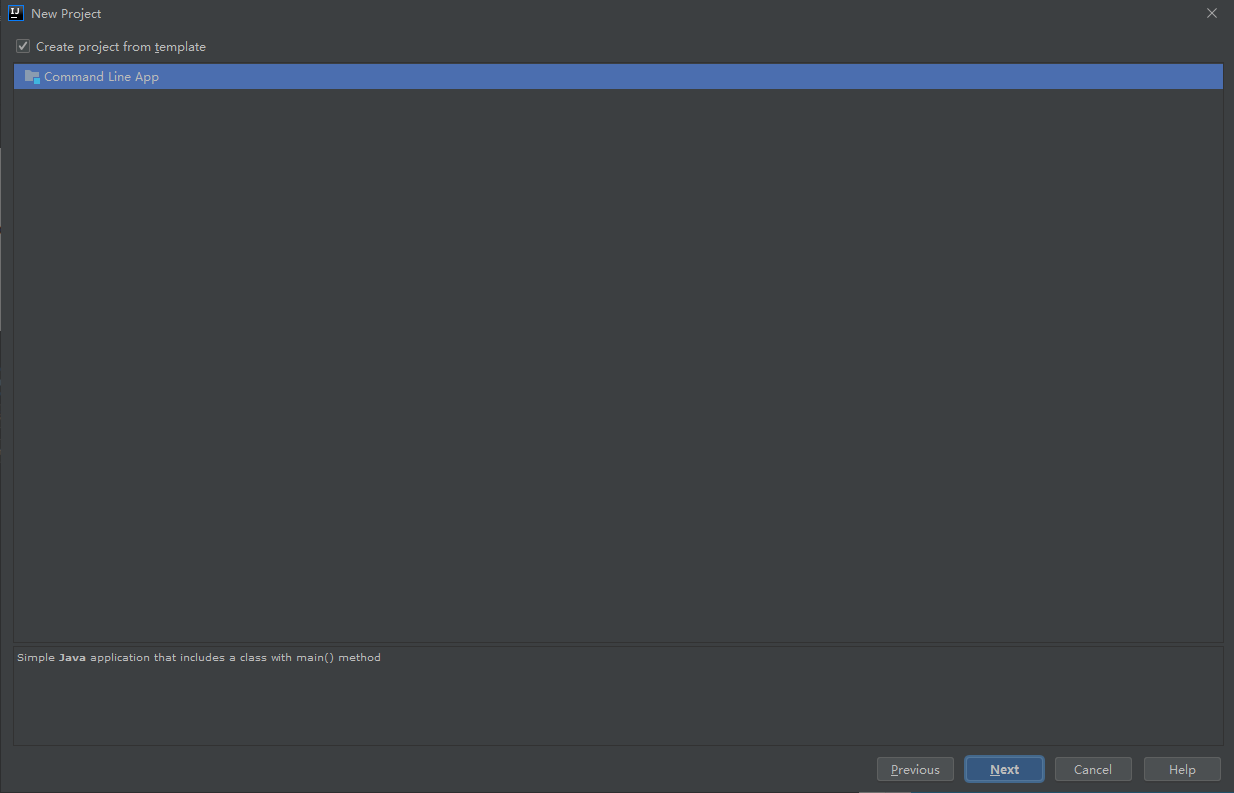 IJ New Project
Create project from template
Command Line App
Simple Java application that includes a class with main() method
Previous Next Cancel Help